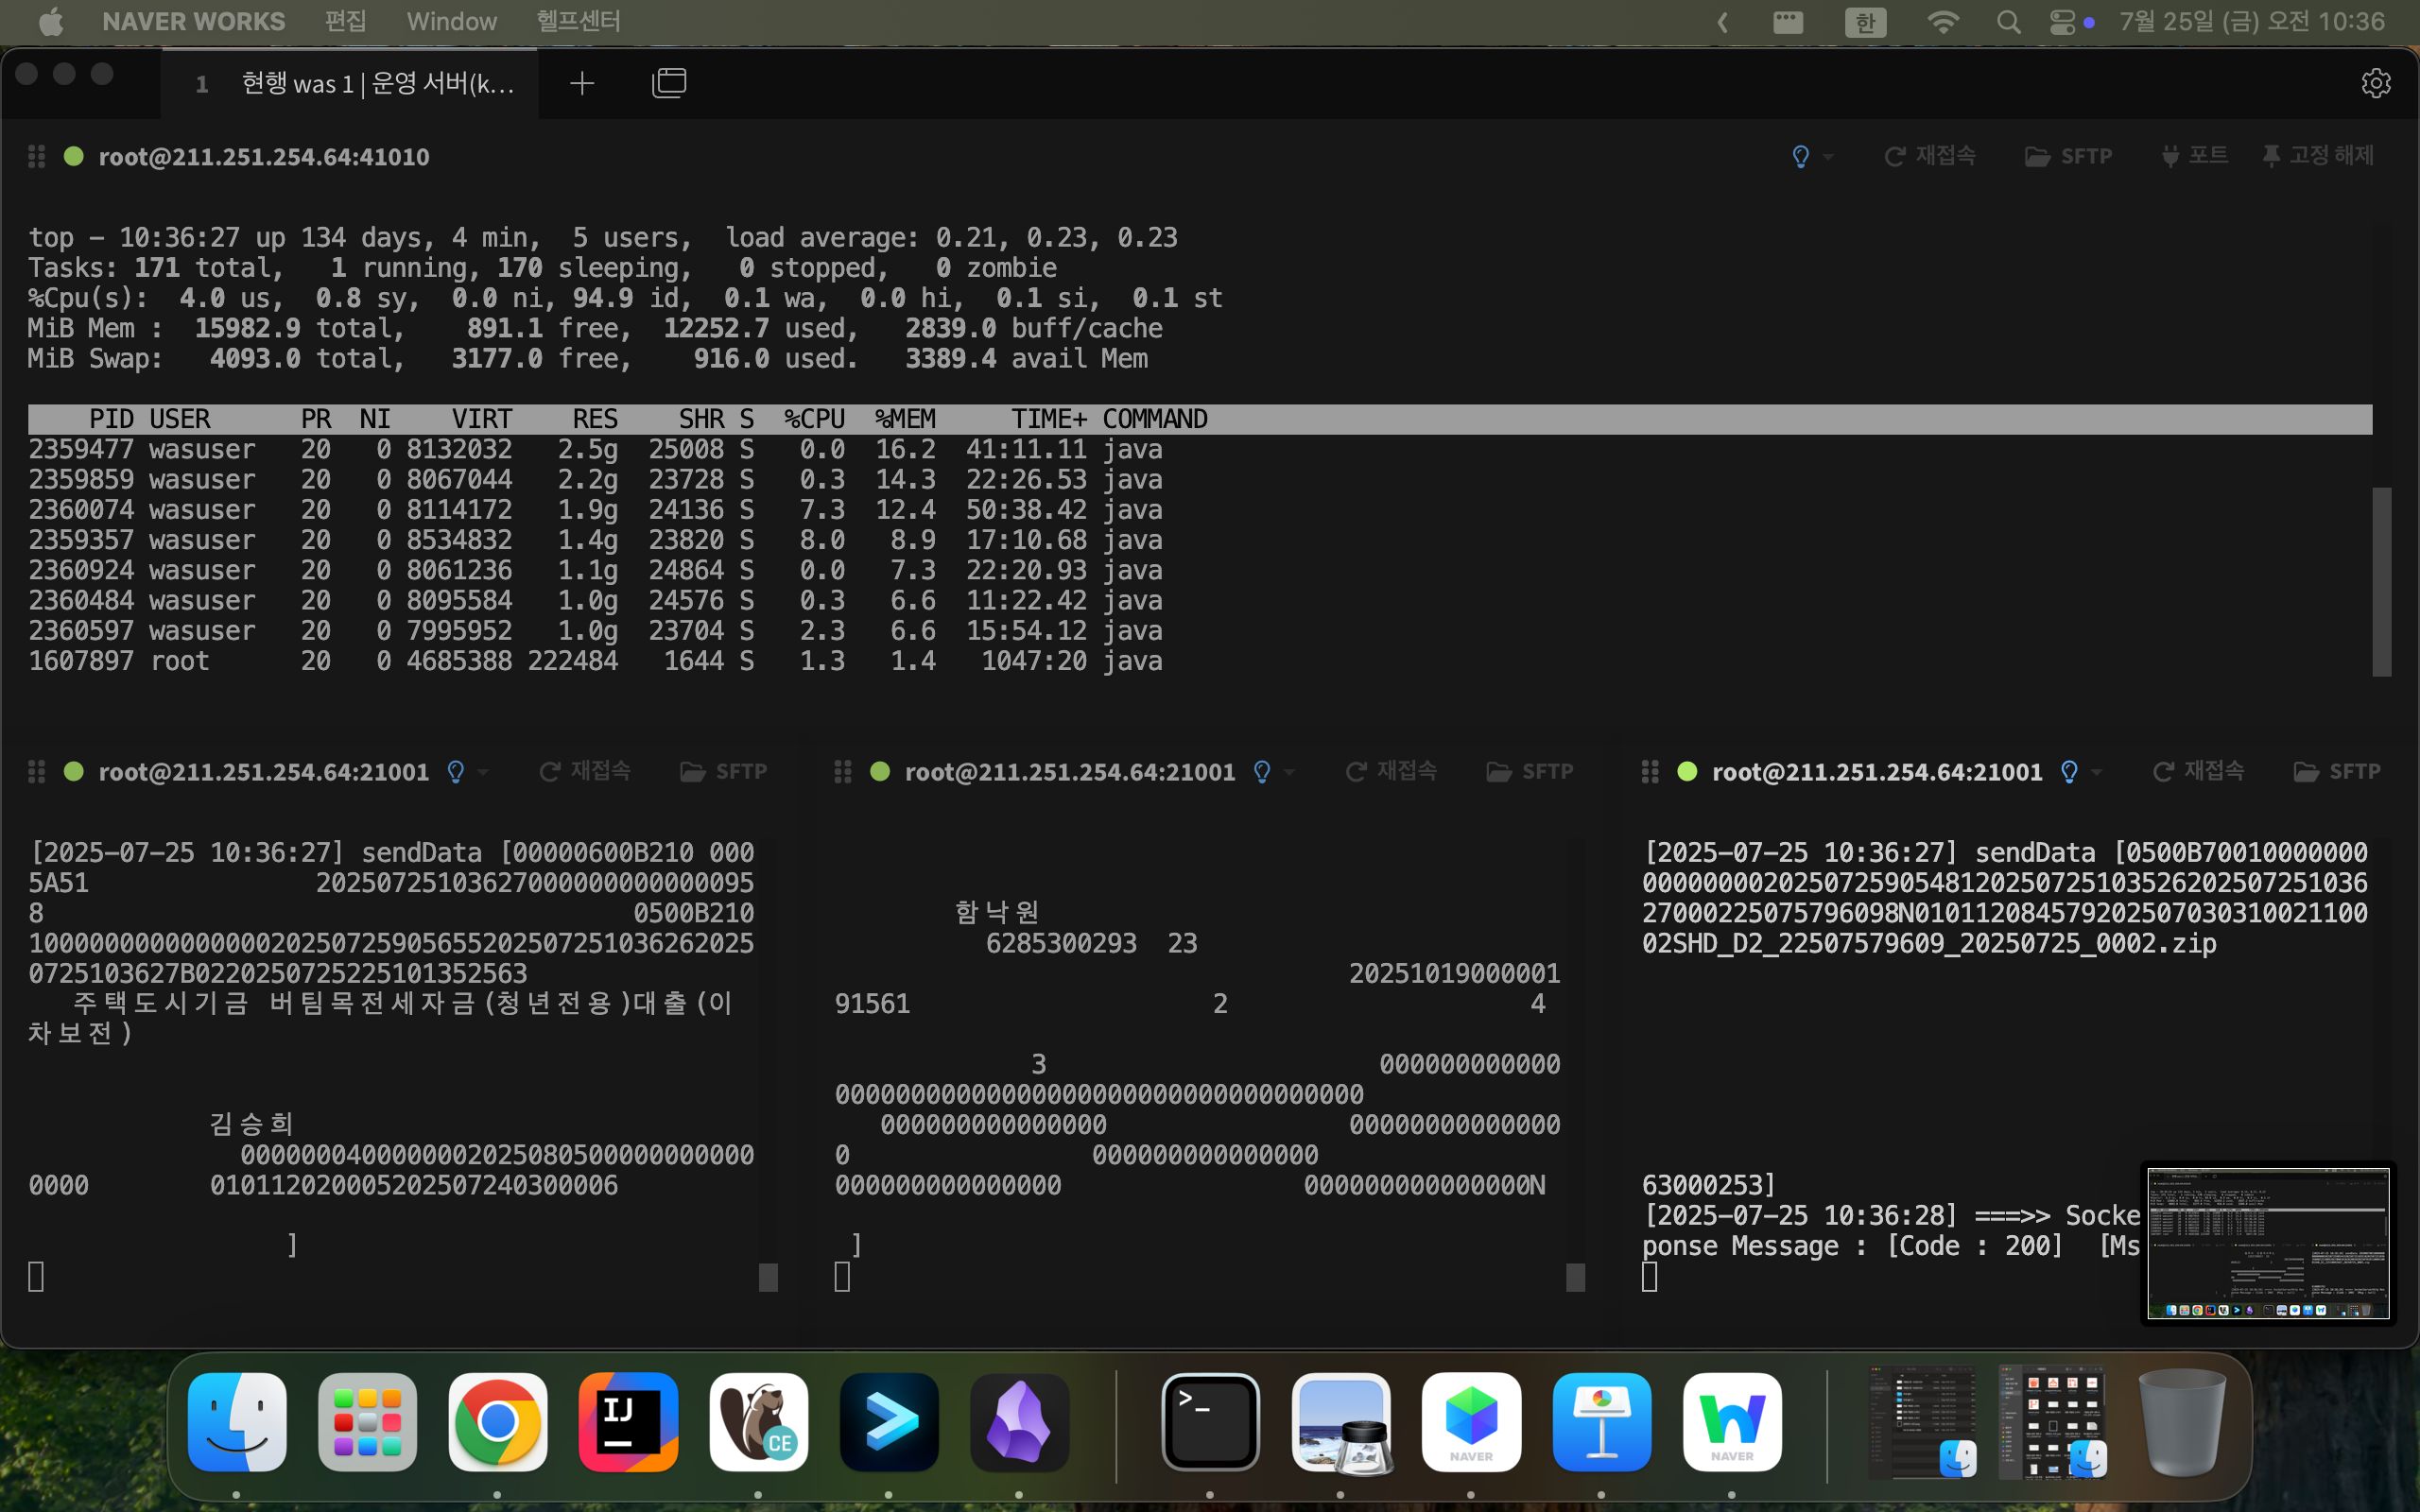 NAVER WORKS 편집 Window 헬프센터 한 7월 25일 (금) 오전 10:36
1 현행 was 1 | 운영 서버(k...
root@211.251.254.64:41010 재접속 SFTP 포트 고정 해제
top - 10:36:27 up 134 days, 4 min, 5 users, load average: 0.21, 0.23, 0.23
Tasks: 171 total, 1 running, 170 sleeping, 0 stopped, 0 zombie
%Cpu(s): 4.0 us, 0.8 sy, 0.0 ni, 94.9 id, 0.1 wa, 0.0 hi, 0.1 si, 0.1 st
MiB Mem : 15982.9 total, 891.1 free, 12252.7 used, 2839.0 buff/cache
MiB Swap: 4093.0 total, 3177.0 free, 916.0 used. 3389.4 avail Mem
PID USER PR NI VIRT RES SHR S %CPU %MEM TIME+ COMMAND
2359477 wasuser 20 0 8132032 2.5g 25008 S 0.0 16.2 41:11.11 java
2359859 wasuser 20 0 8067044 2.2g 23728 S 0.3 14.3 22:26.53 java
2360074 wasuser 20 0 8114172 1.9g 24136 S 7.3 12.4 50:38.42 java
2359357 wasuser 20 0 8534832 1.4g 23820 S 8.0 8.9 17:10.68 java
2360924 wasuser 20 0 8061236 1.1g 24864 S 0.0 7.3 22:20.93 java
2360484 wasuser 20 0 8095584 1.0g 24576 S 0.3 6.6 11:22.42 java
2360597 wasuser 20 0 7995952 1.0g 23704 S 2.3 6.6 15:54.12 java
1607897 root 20 0 4685388 222484 1644 S 1.3 1.4 1047:20 java
root@211.251.254.64:21001 재접속 SFTP
[2025-07-25 10:36:27] sendData [00000600B210 000
5A51 20250725103627000000000000095
8 0500B210
1000000000000000020250725905655202507251036262025
0725103627B0220250725225101352563
주택도시기금 버팀목전세자금(청년전용)대출(이
차보전)
김승희
0000000400000000202508050000000000
0000 010112020005202507240300006
]
root@211.251.254.64:21001 재접속 SFTP
함낙원
6285300293 23
20251019000001
91561 2 4
3 000000000000
00000000000000000000000000000000000
000000000000000 00000000000000
0 000000000000000
000000000000000 000000000000000N
]
root@211.251.254.64:21001 재접속 SFTP
[2025-07-25 10:36:27] sendData [0500B70010000000
0000000002025072590548120250725103526202507251036
27000225075796098N010112084579202507030310021100
02SHD_D2_22507579609_20250725_0002.zip
63000253]
[2025-07-25 10:36:28] ===>> Socke
ponse Message : [Code : 200] [Ms
IJ
CE
>_
NAVER
NAVER